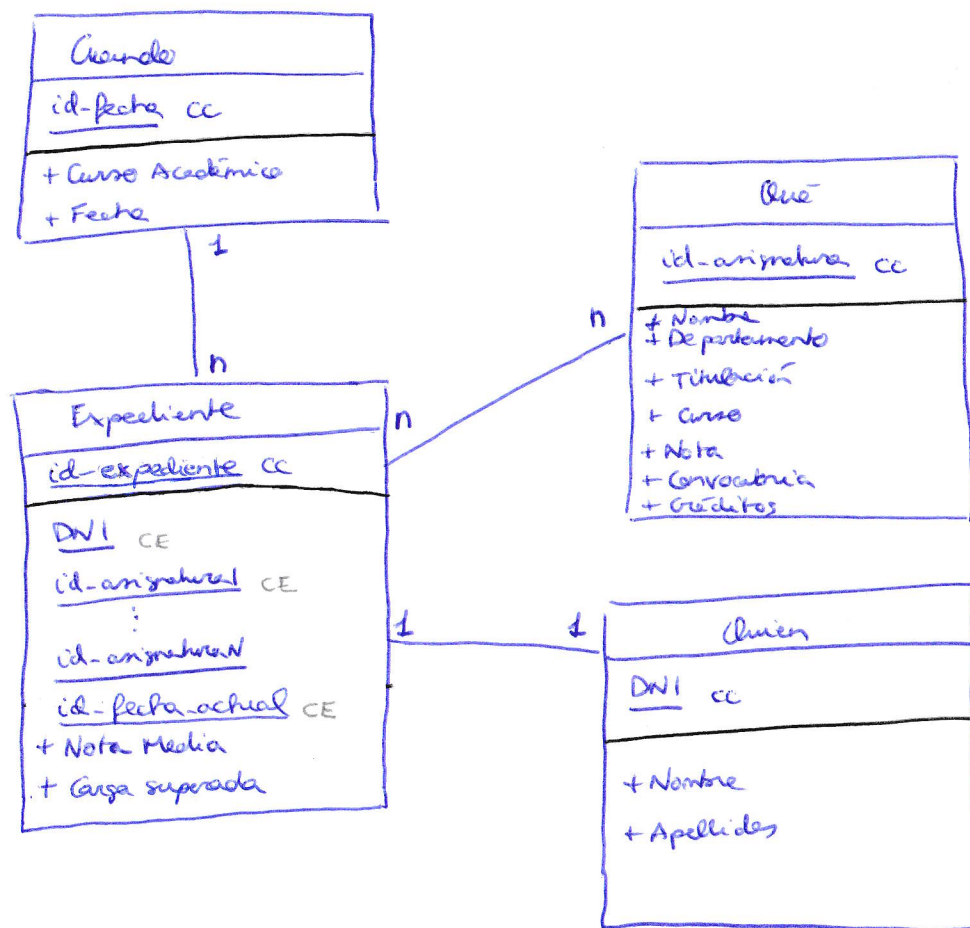 Cuando
id-fecha CC
+ Curso Académico
+ Fecha
1
n
Qué
id-asignatura CC
+ Nombre
+ Departamento
+ Titulación
+ Curso
+ Nota
+ Convocatoria
+ Créditos
n
n
Expediente
id-expediente CC
DNI CE
id-asignatura1 CE
⋮
id-asignaturaN
id-fecha-actual CE
+ Nota Media
+ Carga superada
1
1
Quien
DNI CC
+ Nombre
+ Apellidos